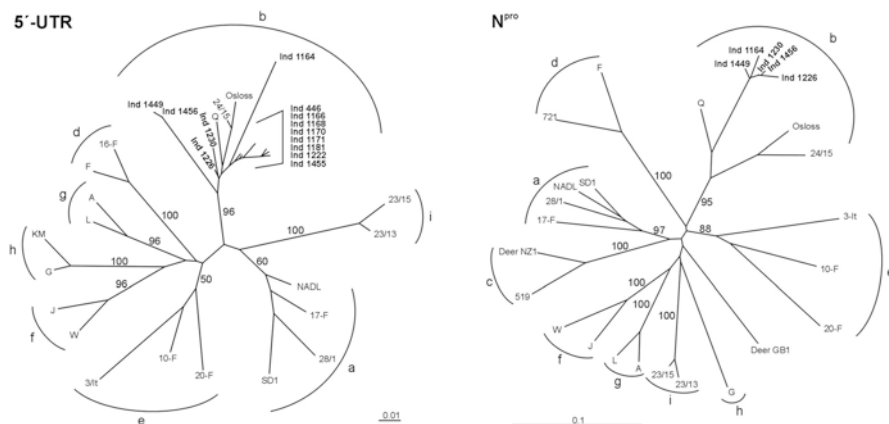 5´-UTR
b
Ind 1164
Osloss
24/15
Q
Ind 1449
Ind 1456
Ind 1230
Ind 1226
Ind 446
Ind 1166
Ind 1168
Ind 1170
Ind 1171
Ind 1181
Ind 1222
Ind 1455
d
16-F
F
g
A
L
100
96
96
100
23/15
23/13
i
h
KM
G
100
96
50
60
NADL
17-F
28/1
SD1
a
f
J
W
3/It
10-F
20-F
e
0.01
Npro
b
Ind 1164
Ind 1449
Ind 1230
Ind 1456
Ind 1226
d
F
721
Q
Osloss
24/15
100
95
a
NADL
SD1
28/1
17-F
97
88
3-It
10-F
20-F
e
c
Deer NZ1
519
100
100
100
100
W
J
f
L
A
g
23/15
23/13
i
G
h
Deer GB1
0.1